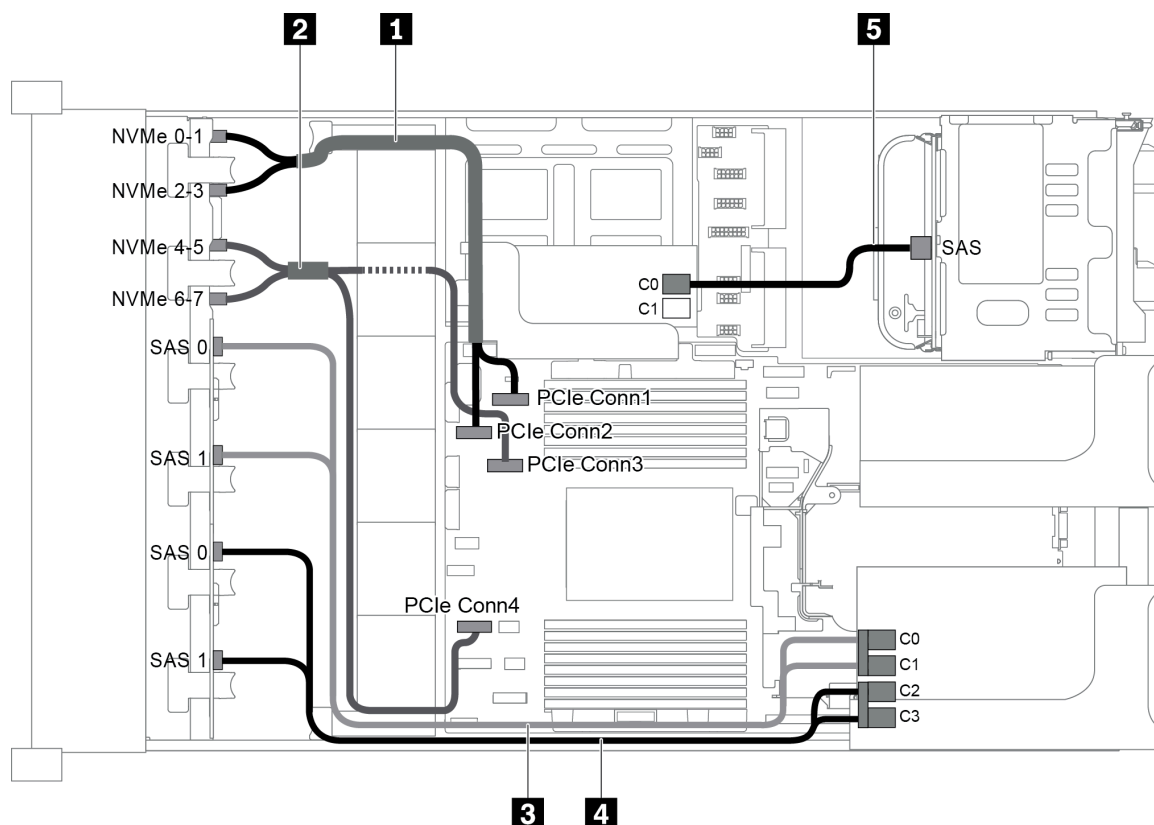 2 1 5
NVMe 0-1
NVMe 2-3
NVMe 4-5
SAS
C0
NVMe 6-7
C1
SAS 0
PCIe Conn1
PCIe Conn2
SAS 1
PCIe Conn3
SAS 0
PCIe Conn4
C0
SAS 1
C1
C2
C3
3 4